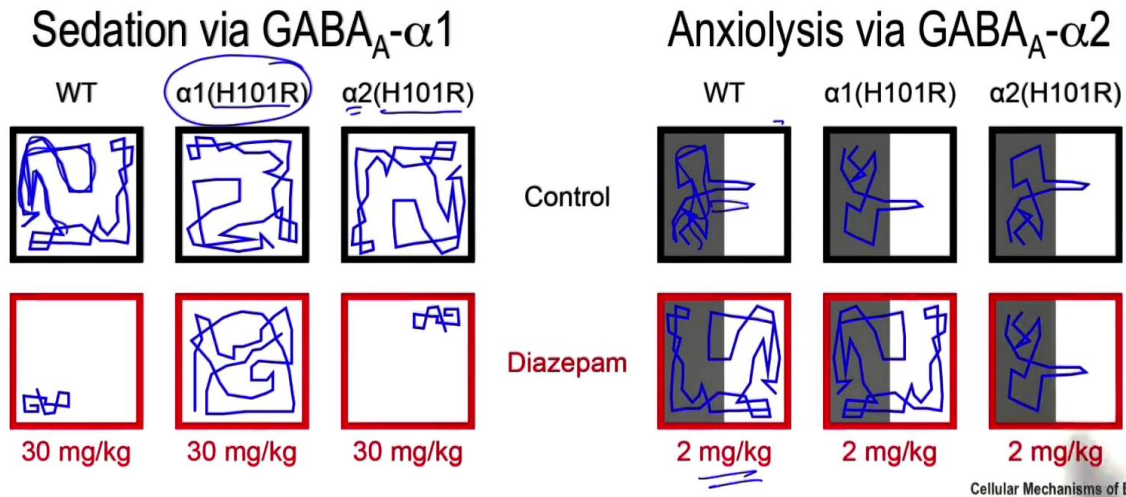 Sedation via GABAA-α1
WT α1(H101R) α2(H101R)
Control
Diazepam
30 mg/kg 30 mg/kg 30 mg/kg
Anxiolysis via GABAA-α2
WT α1(H101R) α2(H101R)
2 mg/kg 2 mg/kg 2 mg/kg
Cellular Mechanisms of